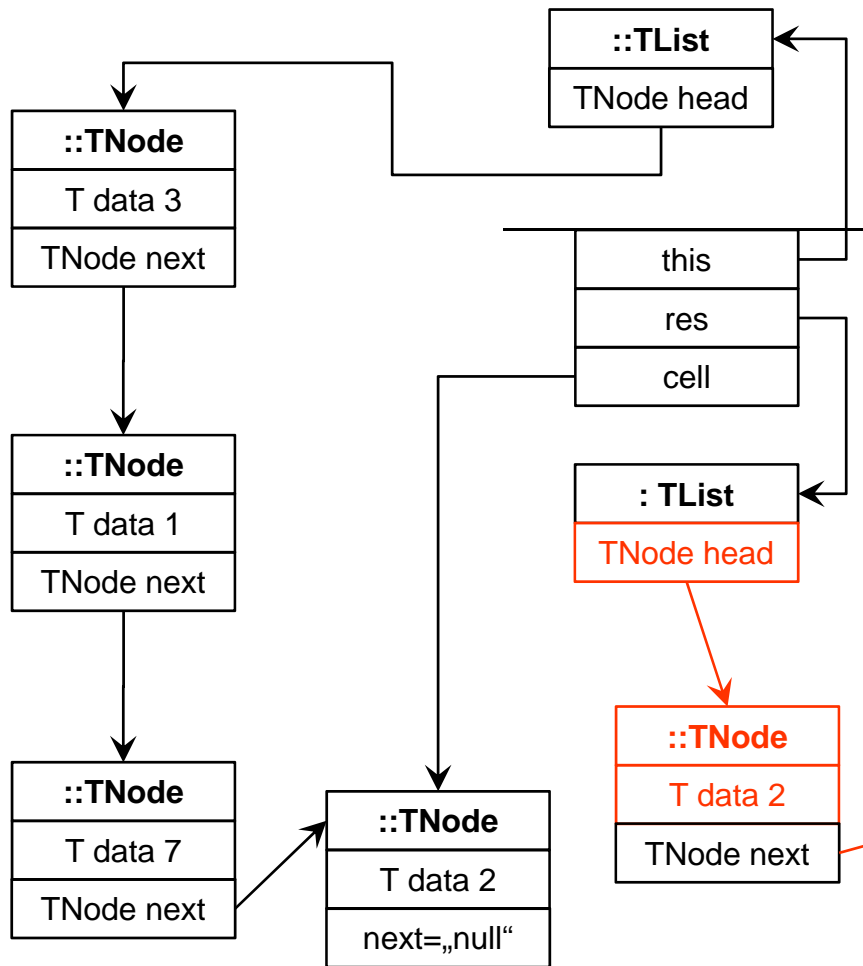 ::TList
TNode head
::TNode
T data 3
TNode next
this
res
cell
::TNode
T data 1
TNode next
: TList
TNode head
::TNode
T data 2
TNode next
::TNode
T data 7
TNode next
::TNode
T data 2
next=„null“